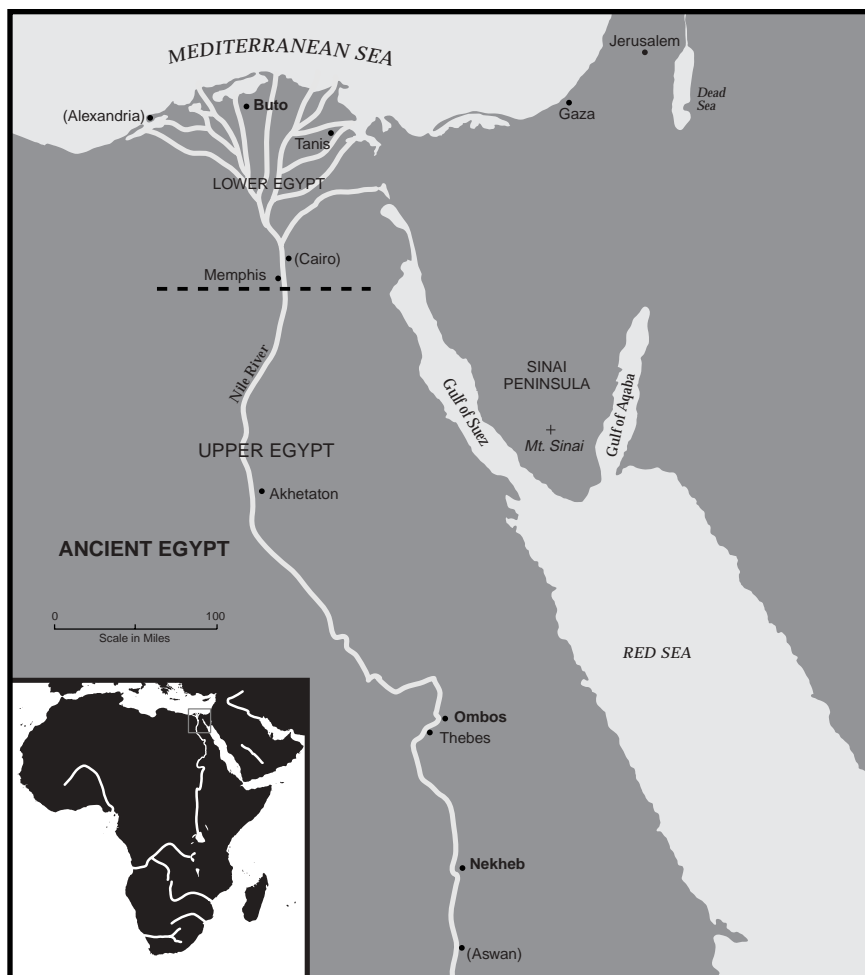 MEDITERRANEAN SEA
Jerusalem
Dead
Sea
Buto
(Alexandria)
Gaza
Tanis
LOWER EGYPT
(Cairo)
Memphis
Nile River
SINAI
PENINSULA
Gulf of Suez
Gulf of Aqaba
Mt. Sinai
UPPER EGYPT
Akhetaton
ANCIENT EGYPT
0
100
Scale in Miles
RED SEA
Ombos
Thebes
Nekheb
(Aswan)